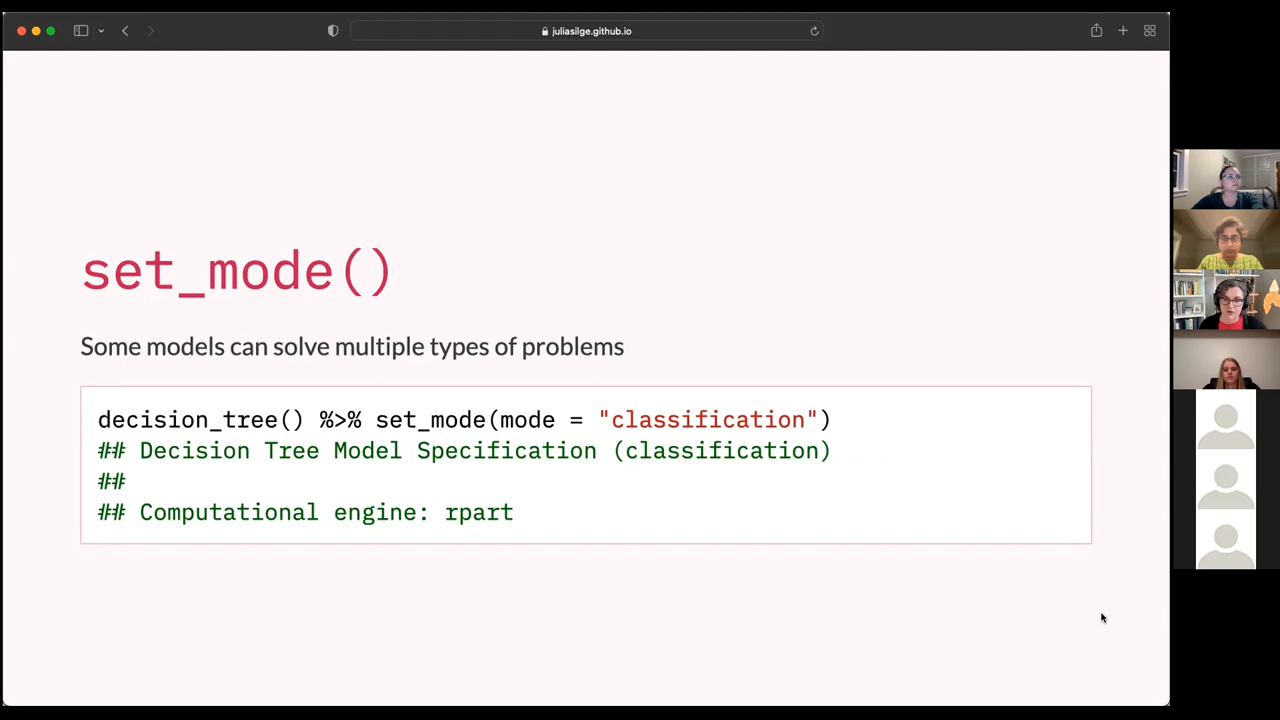 juliasilge.github.io
set_mode()
Some models can solve multiple types of problems
decision_tree() %>% set_mode(mode = "classification")
## Decision Tree Model Specification (classification)
##
## Computational engine: rpart